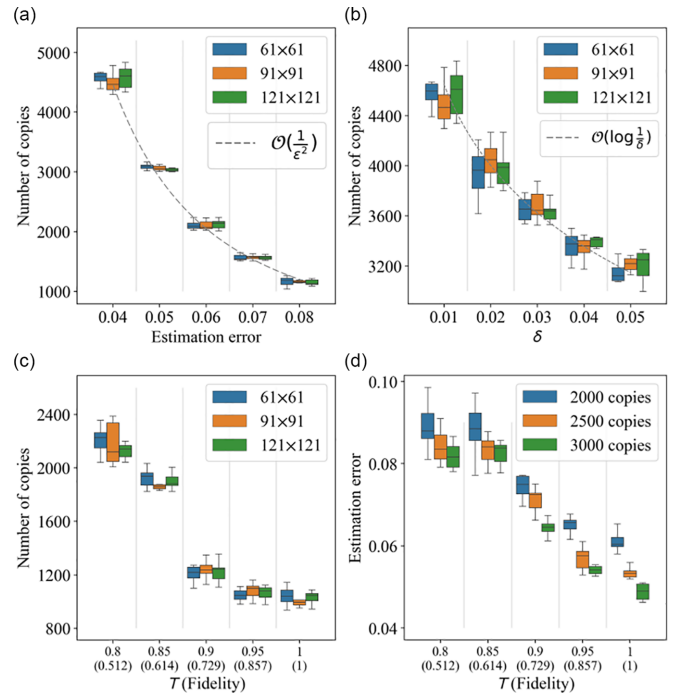 (a)
Number of copies
5000
4000
3000
2000
1000
61×61
91×91
121×121
O(1/ε²)
0.04 0.05 0.06 0.07 0.08
Estimation error
(b)
Number of copies
4800
4400
4000
3600
3200
61×61
91×91
121×121
O(log 1/δ)
0.01 0.02 0.03 0.04 0.05
δ
(c)
Number of copies
2400
2000
1600
1200
800
61×61
91×91
121×121
0.8 0.85 0.9 0.95 1
(0.512) (0.614) (0.729) (0.857) (1)
T (Fidelity)
(d)
Estimation error
0.10
0.08
0.06
0.04
2000 copies
2500 copies
3000 copies
0.8 0.85 0.9 0.95 1
(0.512) (0.614) (0.729) (0.857) (1)
T (Fidelity)